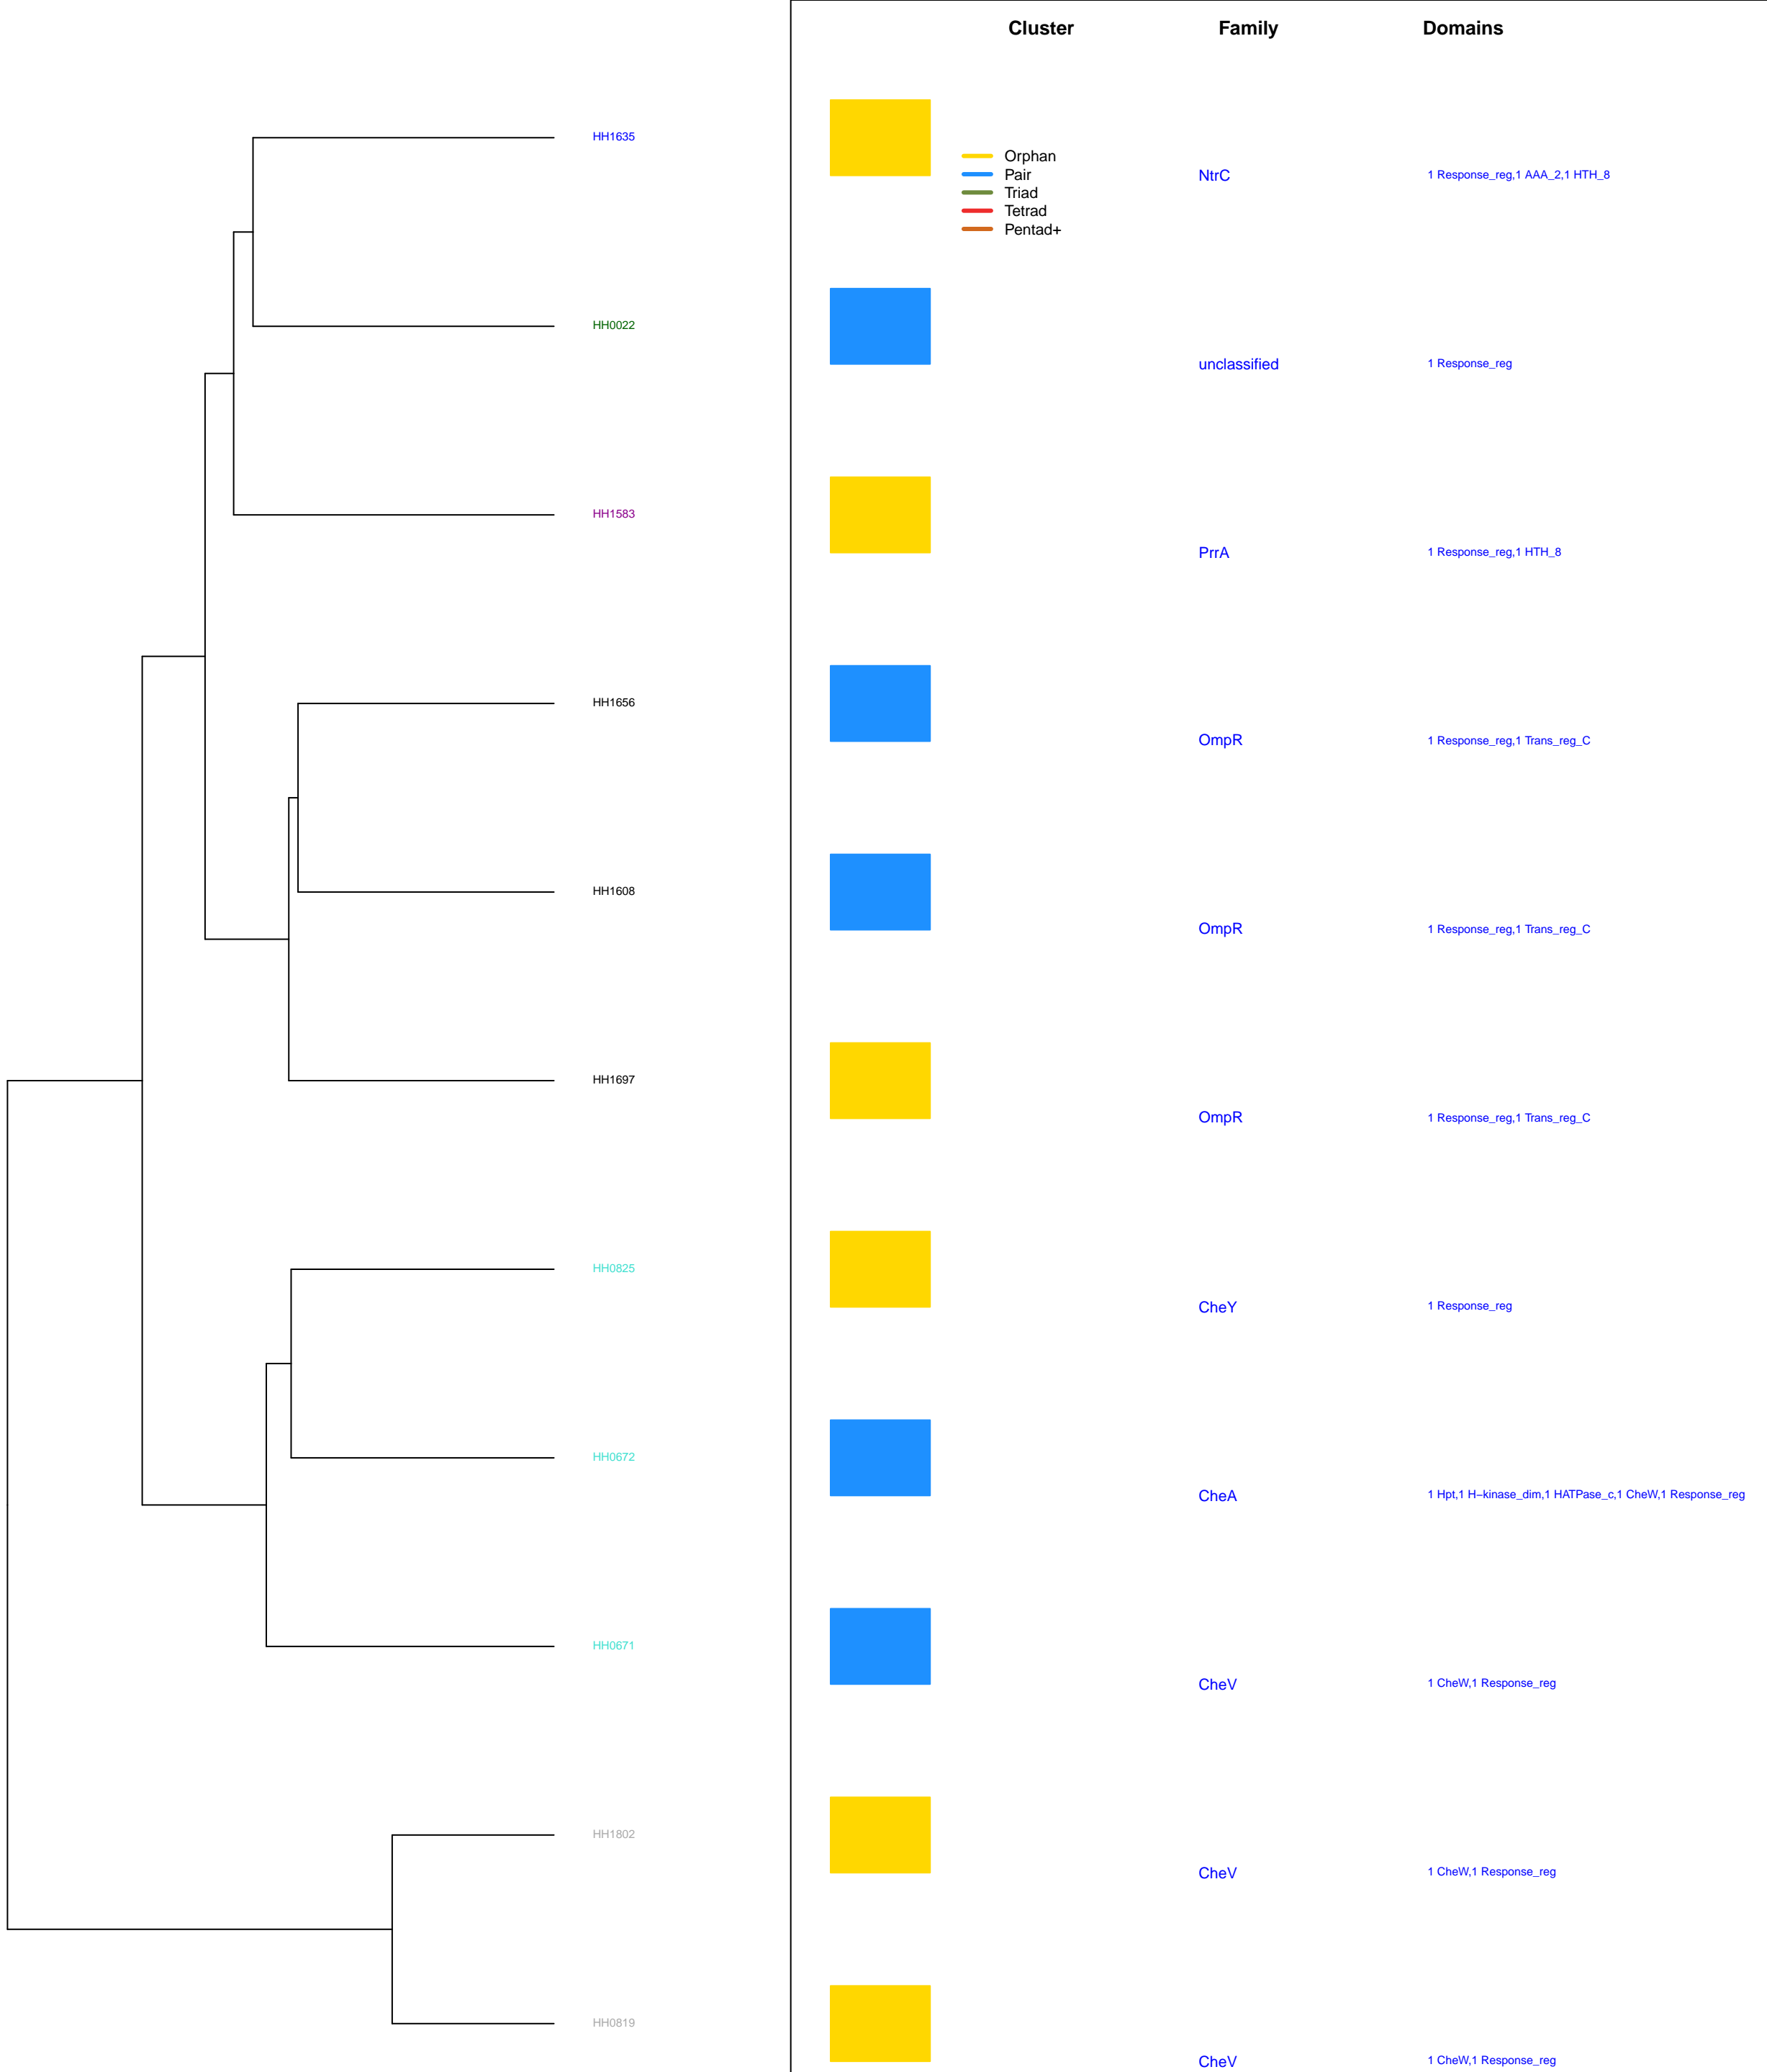 Cluster Family Domains
HH1635
Orphan
Pair
NtrC 1 Response_reg,1 AAA_2,1 HTH_8
Triad
Tetrad
Pentad+
HH0022
unclassified 1 Response_reg
HH1583
PrrA 1 Response_reg,1 HTH_8
HH1656
OmpR 1 Response_reg,1 Trans_reg_C
HH1608
OmpR 1 Response_reg,1 Trans_reg_C
HH1697
OmpR 1 Response_reg,1 Trans_reg_C
HH0825
CheY 1 Response_reg
HH0672
CheA 1 Hpt,1 H−kinase_dim,1 HATPase_c,1 CheW,1 Response_reg
HH0671
CheV 1 CheW,1 Response_reg
HH1802
CheV 1 CheW,1 Response_reg
HH0819
CheV 1 CheW,1 Response_reg